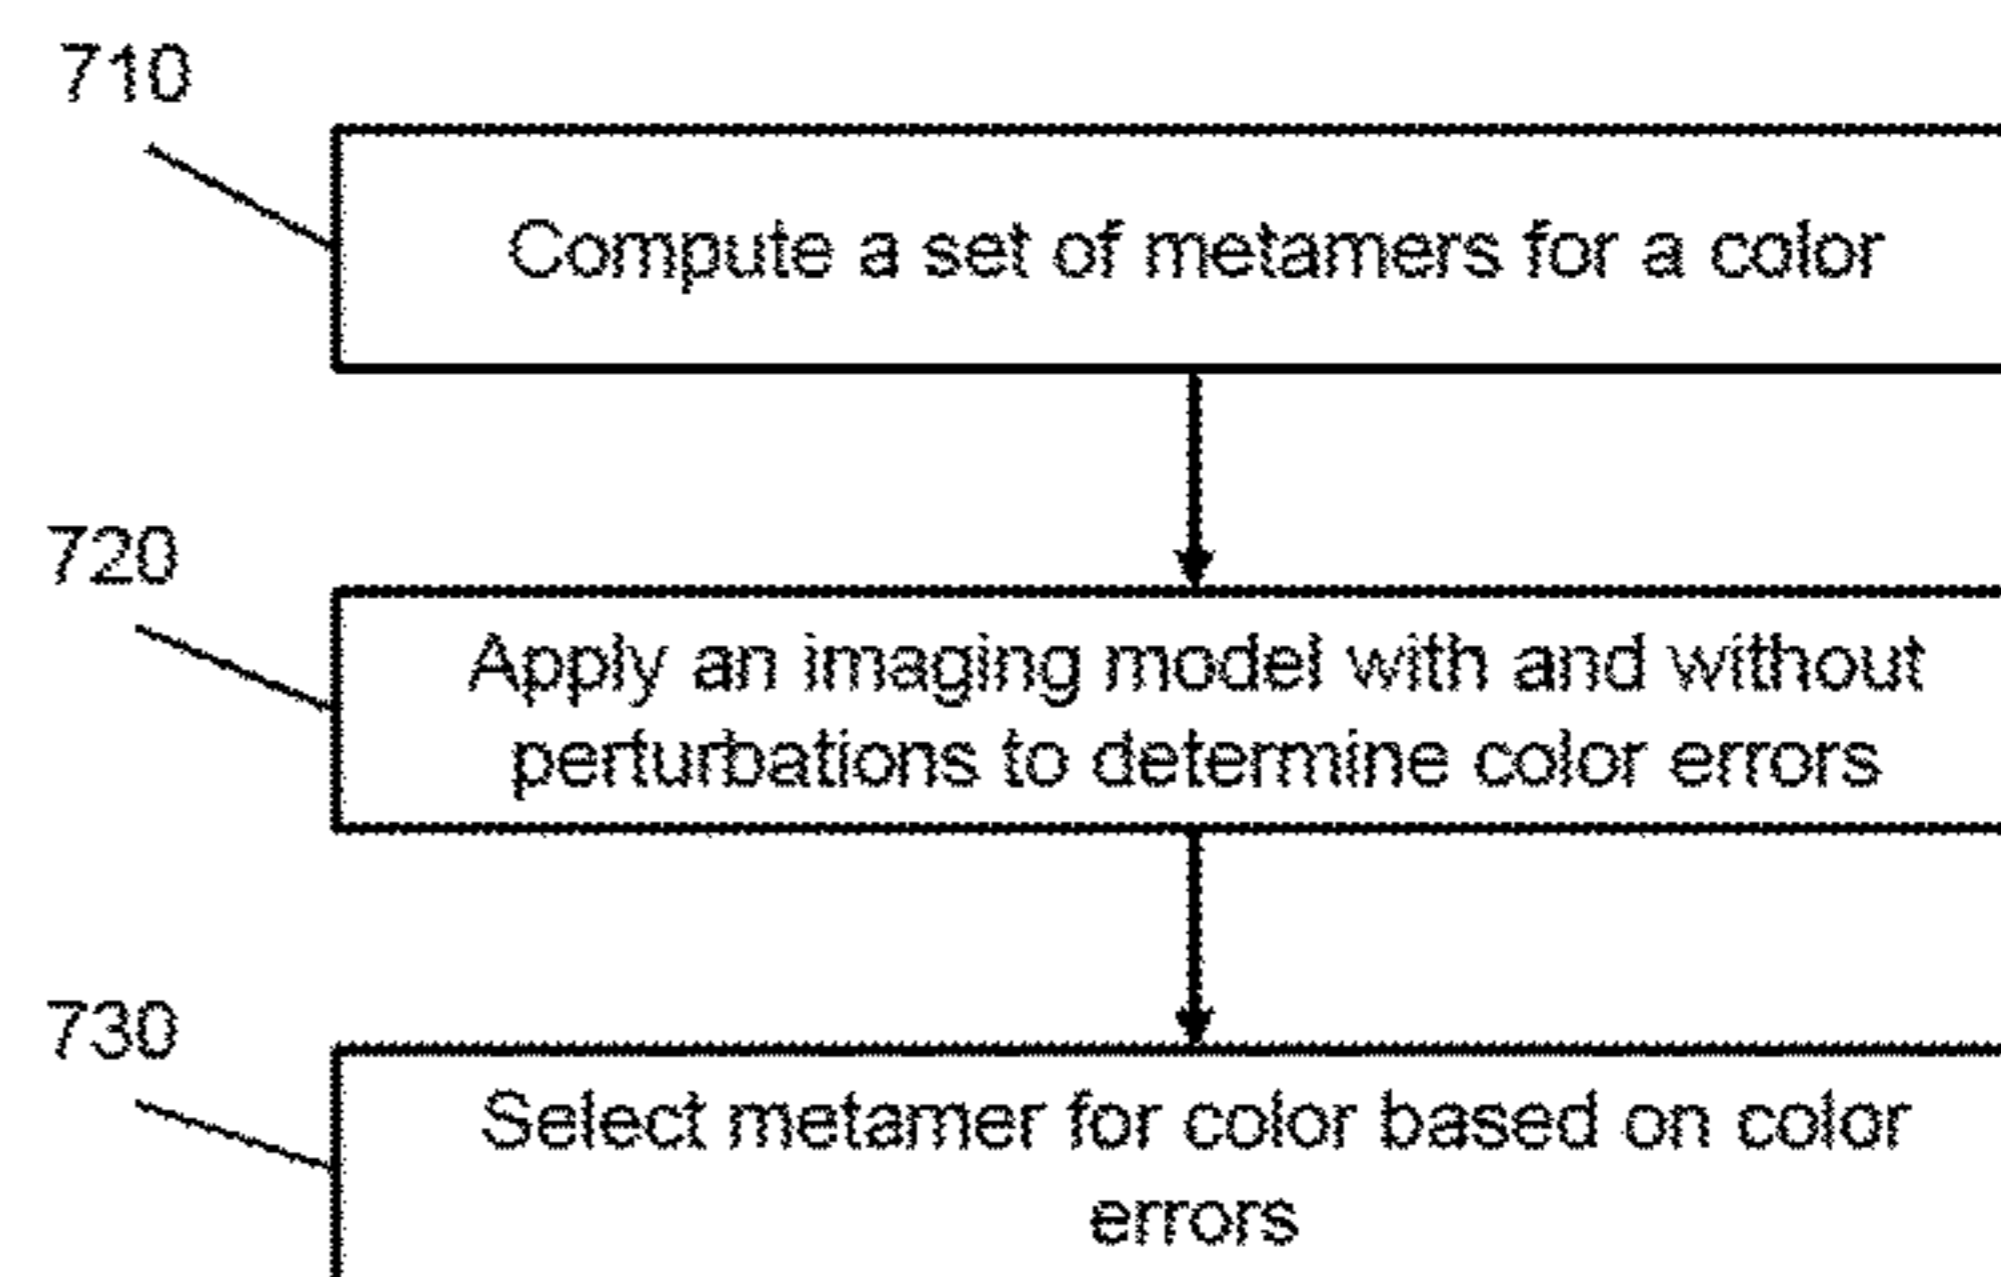 710
Compute a set of metamers for a color
720
Apply an imaging model with and without
perturbations to determine color errors
730
Select metamer for color based on color
errors